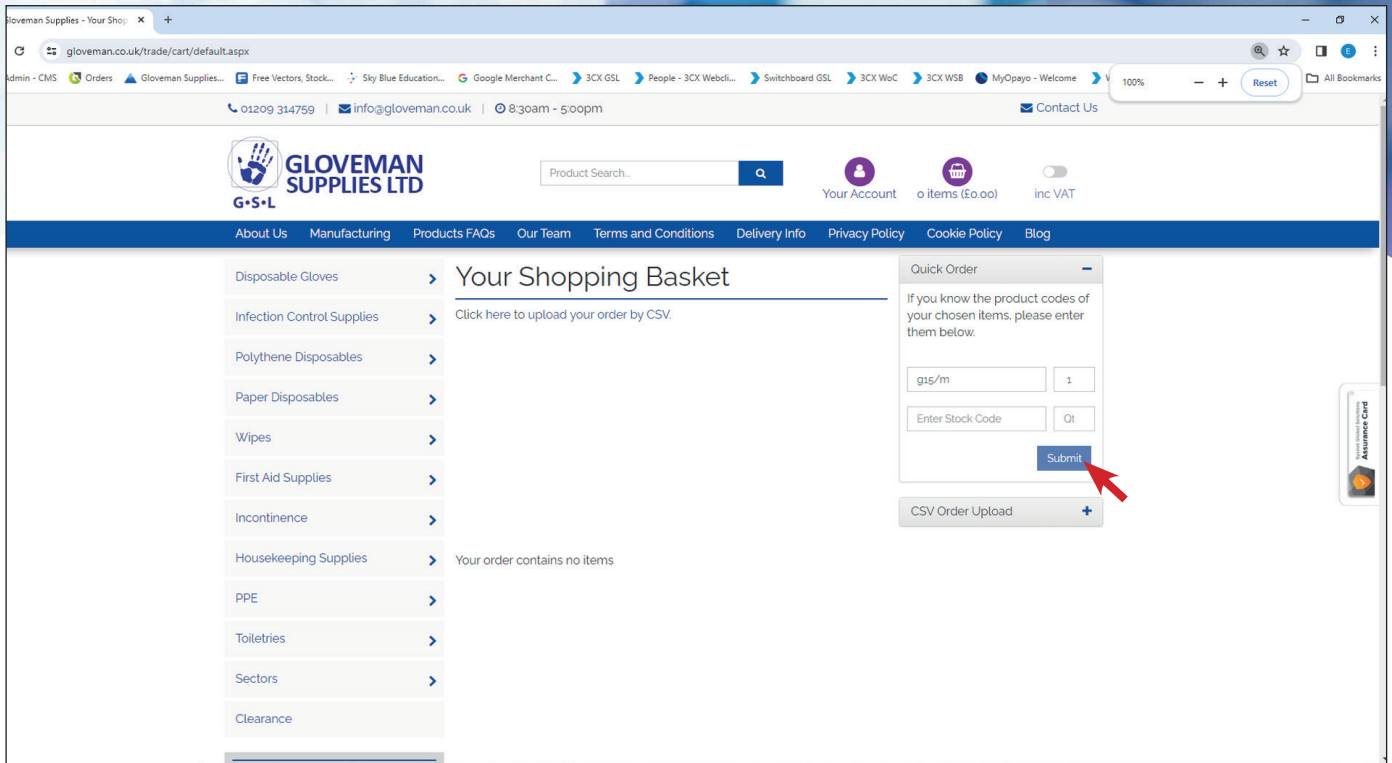 Gloveman Supplies - Your Shop
gloveman.co.uk/trade/cart/default.aspx
E
Admin - CMS
Orders
Gloveman Supplies...
Free Vectors, Stock...
Sky Blue Education...
Google Merchant C...
3CX GSL
People - 3CX Webcli...
Switchboard GSL
3CX WoC
3CX WSB
MyOpayo - Welcome
100%
Reset
All Bookmarks
01209 314759 | info@gloveman.co.uk | 8:30am - 5:00pm
Contact Us
GLOVEMAN
SUPPLIES LTD
G•S•L
Product Search...
Your Account
0 items (£0.00)
inc VAT
About Us Manufacturing Products FAQs Our Team Terms and Conditions Delivery Info Privacy Policy Cookie Policy Blog
Disposable Gloves
Infection Control Supplies
Polythene Disposables
Paper Disposables
Wipes
First Aid Supplies
Incontinence
Housekeeping Supplies
PPE
Toiletries
Sectors
Clearance
Your Shopping Basket
Click here to upload your order by CSV.
Your order contains no items
Quick Order
If you know the product codes of
your chosen items, please enter
them below.
g15/m 1
Enter Stock Code Qt
Submit
CSV Order Upload
Assurance Card